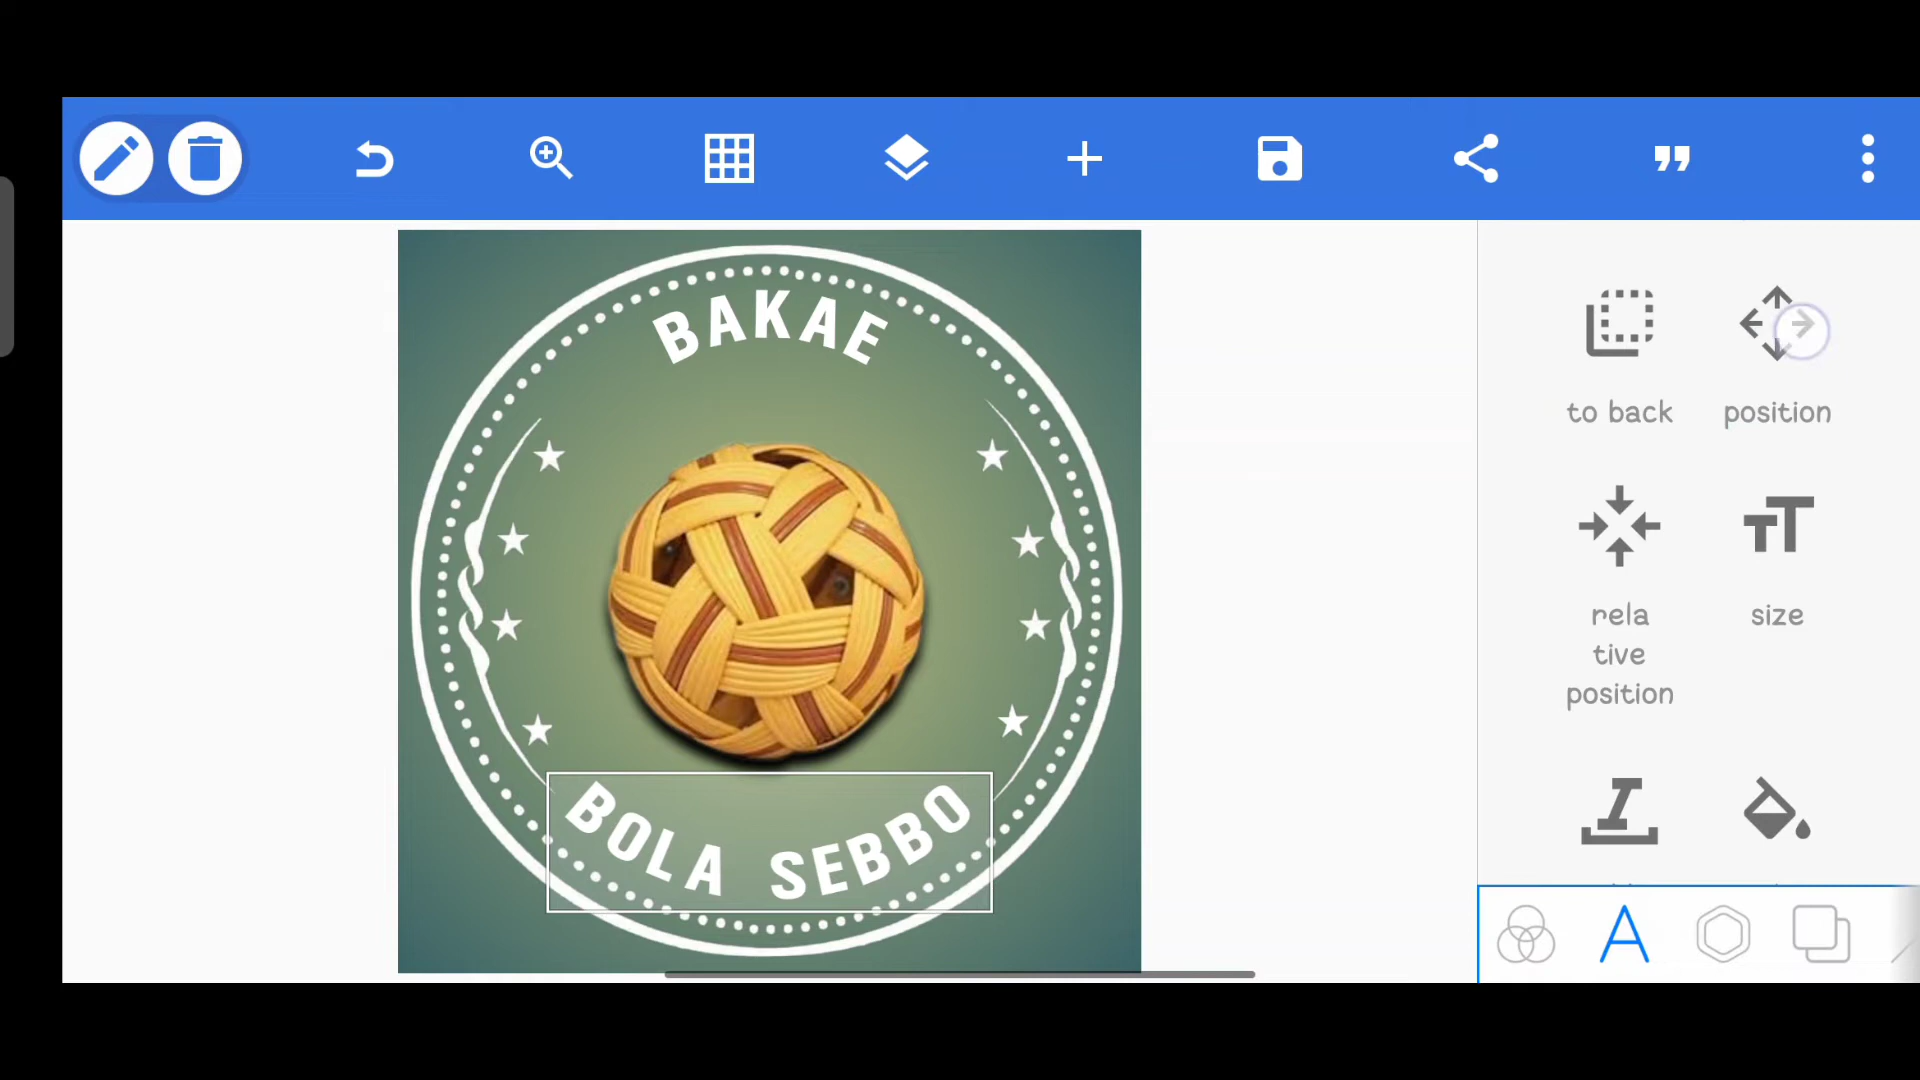 BAKAE
BOLA SEBBO
to back
position
rela
tive
position
size